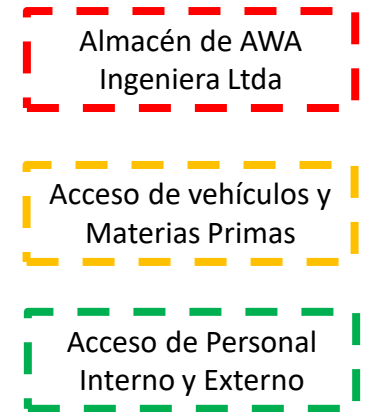 Almacén de AWA
Ingeniera Ltda
Acceso de vehículos y
Materias Primas
Acceso de Personal
Interno y Externo